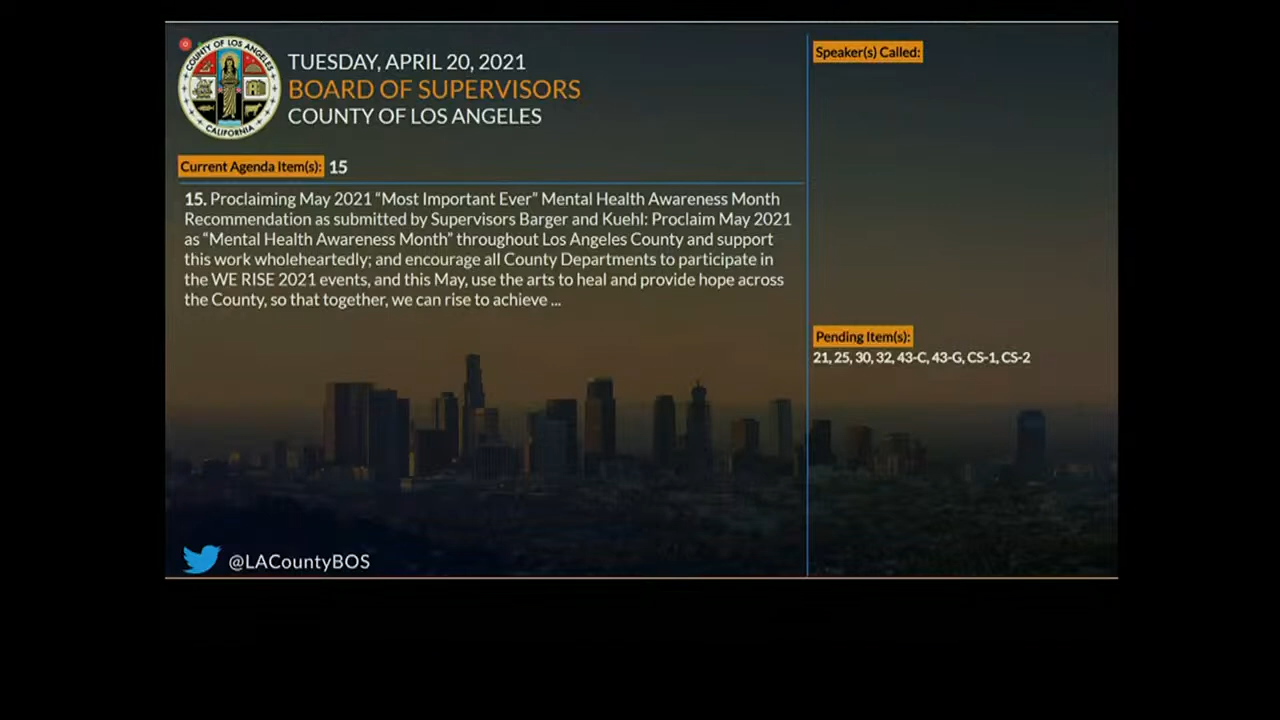 COUNTY OF LOS ANGELES
CALIFORNIA
TUESDAY, APRIL 20, 2021
BOARD OF SUPERVISORS
COUNTY OF LOS ANGELES
Current Agenda Item(s): 15
15. Proclaiming May 2021 “Most Important Ever” Mental Health Awareness Month
Recommendation as submitted by Supervisors Barger and Kuehl: Proclaim May 2021
as “Mental Health Awareness Month” throughout Los Angeles County and support
this work wholeheartedly; and encourage all County Departments to participate in
the WE RISE 2021 events, and this May, use the arts to heal and provide hope across
the County, so that together, we can rise to achieve ...
@LACountyBOS
Speaker(s) Called:
Pending Item(s):
21, 25, 30, 32, 43-C, 43-G, CS-1, CS-2